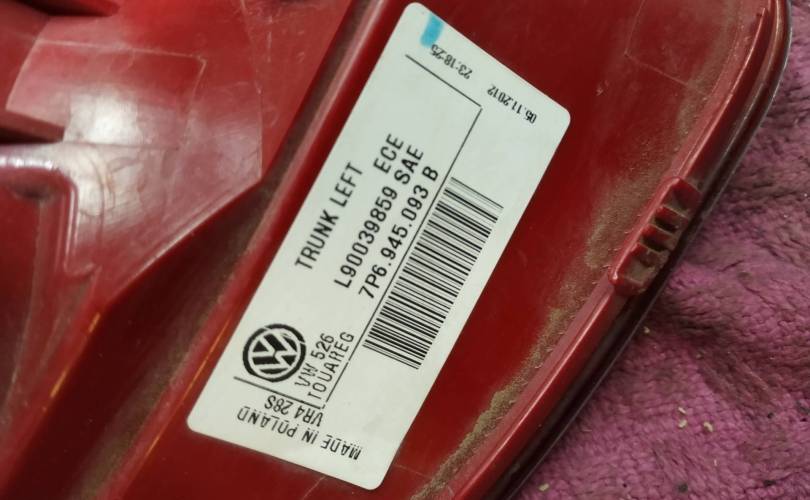 TRUNK LEFT
L90039859 ECE
SAE
7P6.945.093 B
VW 526
TOUAREG
VR4 28S
MADE IN POLAND
05.11.2012
23:18:25